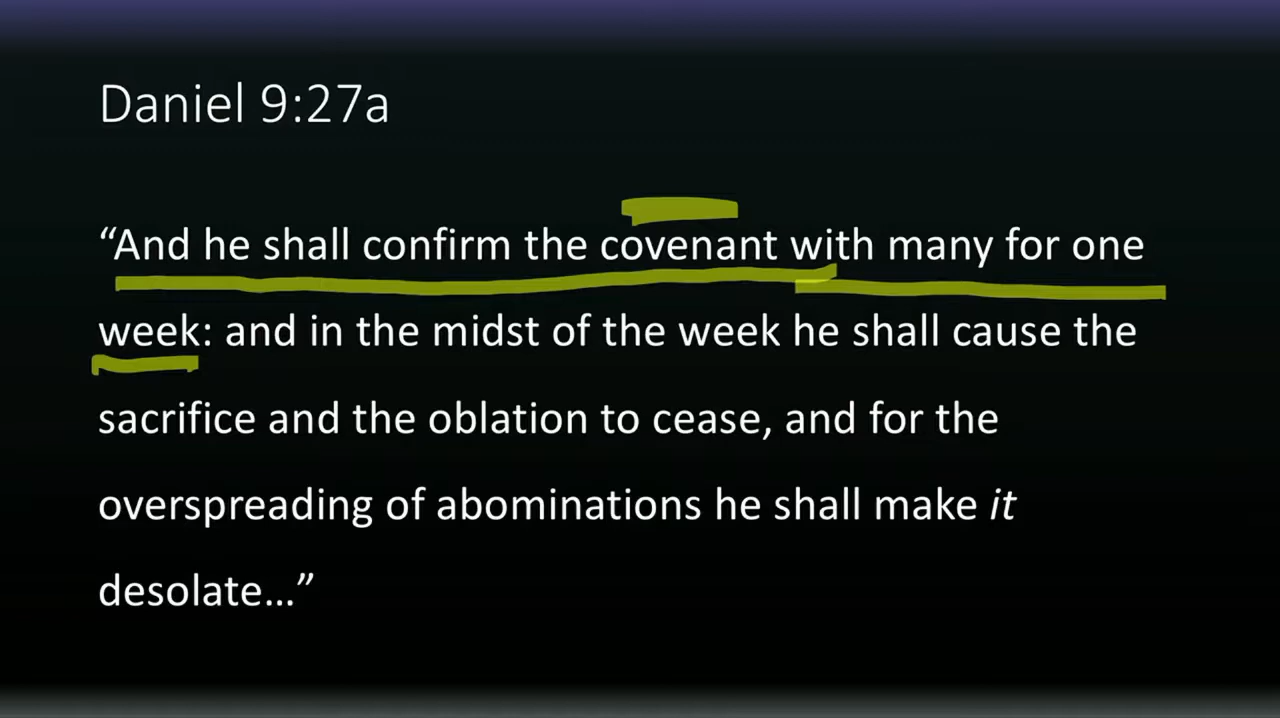 Daniel 9:27a
“And he shall confirm the covenant with many for one
week: and in the midst of the week he shall cause the
sacrifice and the oblation to cease, and for the
overspreading of abominations he shall make it
desolate…”